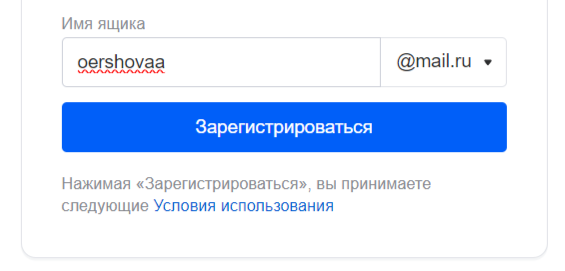 Имя ящика
oershovaa @mail.ru
Зарегистрироваться
Нажимая «Зарегистрироваться», вы принимаете
следующие Условия использования